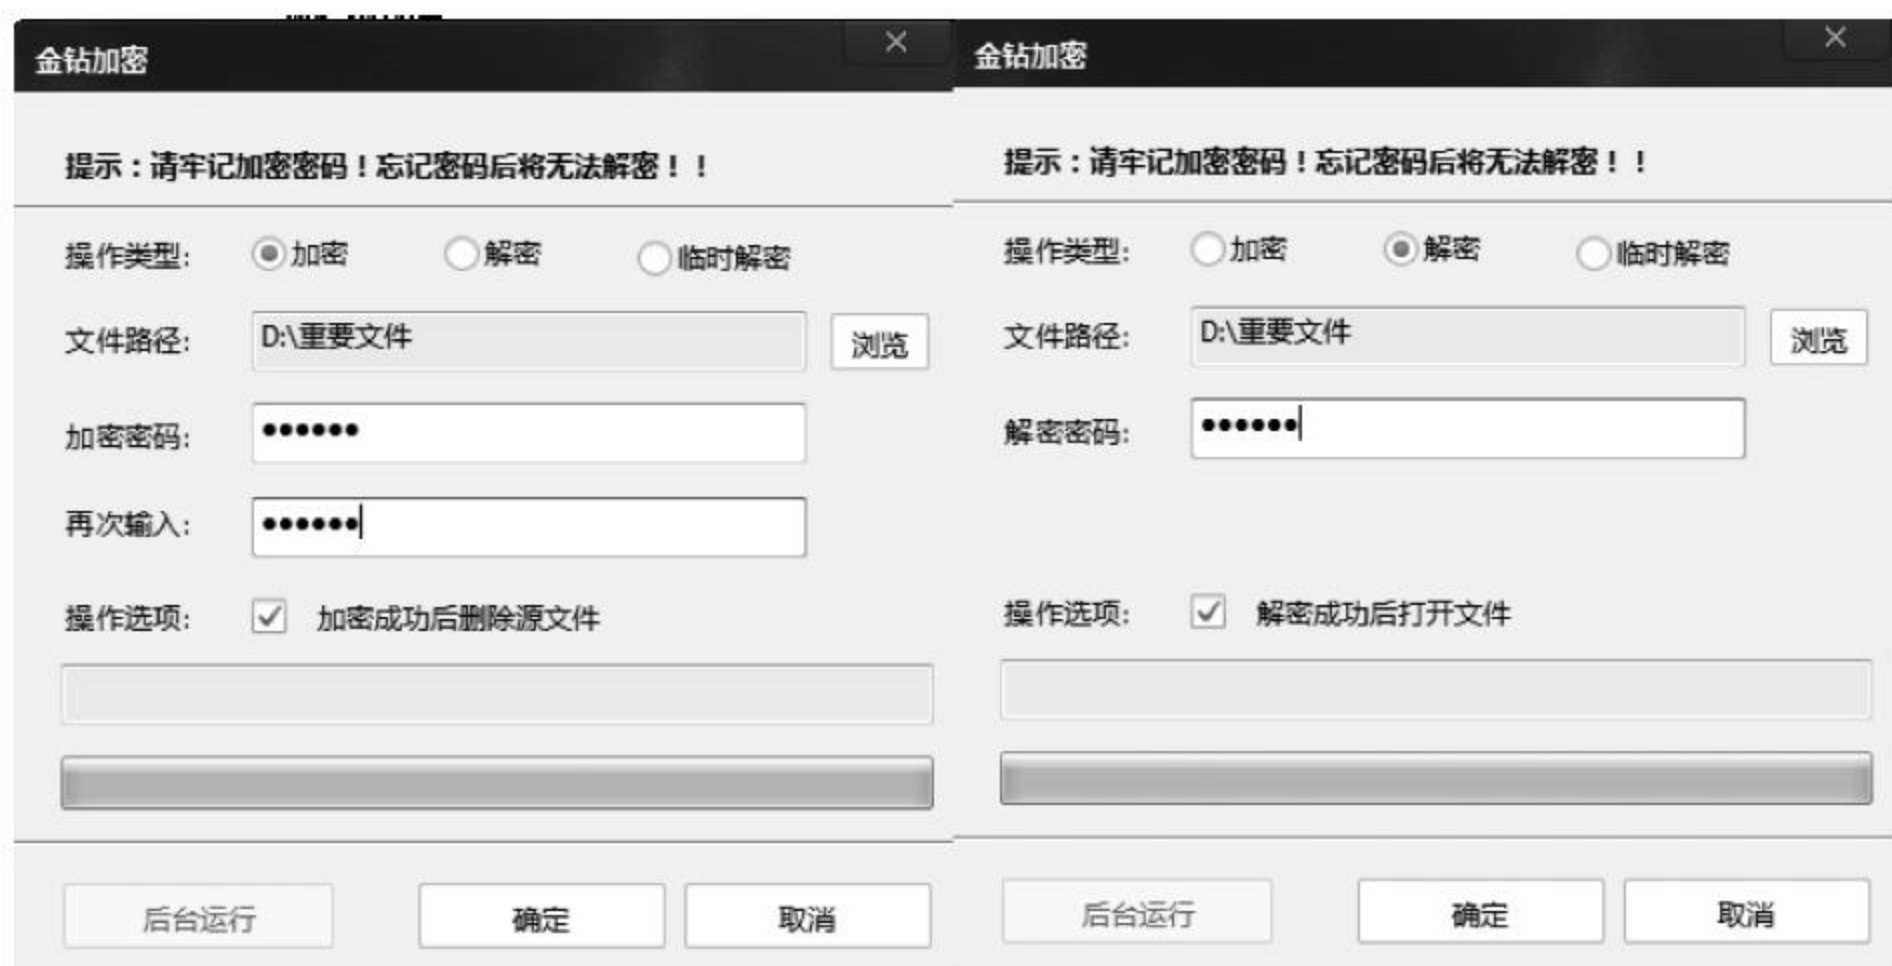 金钻加密
提示：请牢记加密密码！忘记密码后将无法解密！！
操作类型: 加密 解密 临时解密
文件路径: D:\重要文件 浏览
加密密码: ••••••
再次输入: ••••••
操作选项: 加密成功后删除源文件
后台运行 确定 取消
金钻加密
提示：请牢记加密密码！忘记密码后将无法解密！！
操作类型: 加密 解密 临时解密
文件路径: D:\重要文件 浏览
解密密码: ••••••
操作选项: 解密成功后打开文件
后台运行 确定 取消